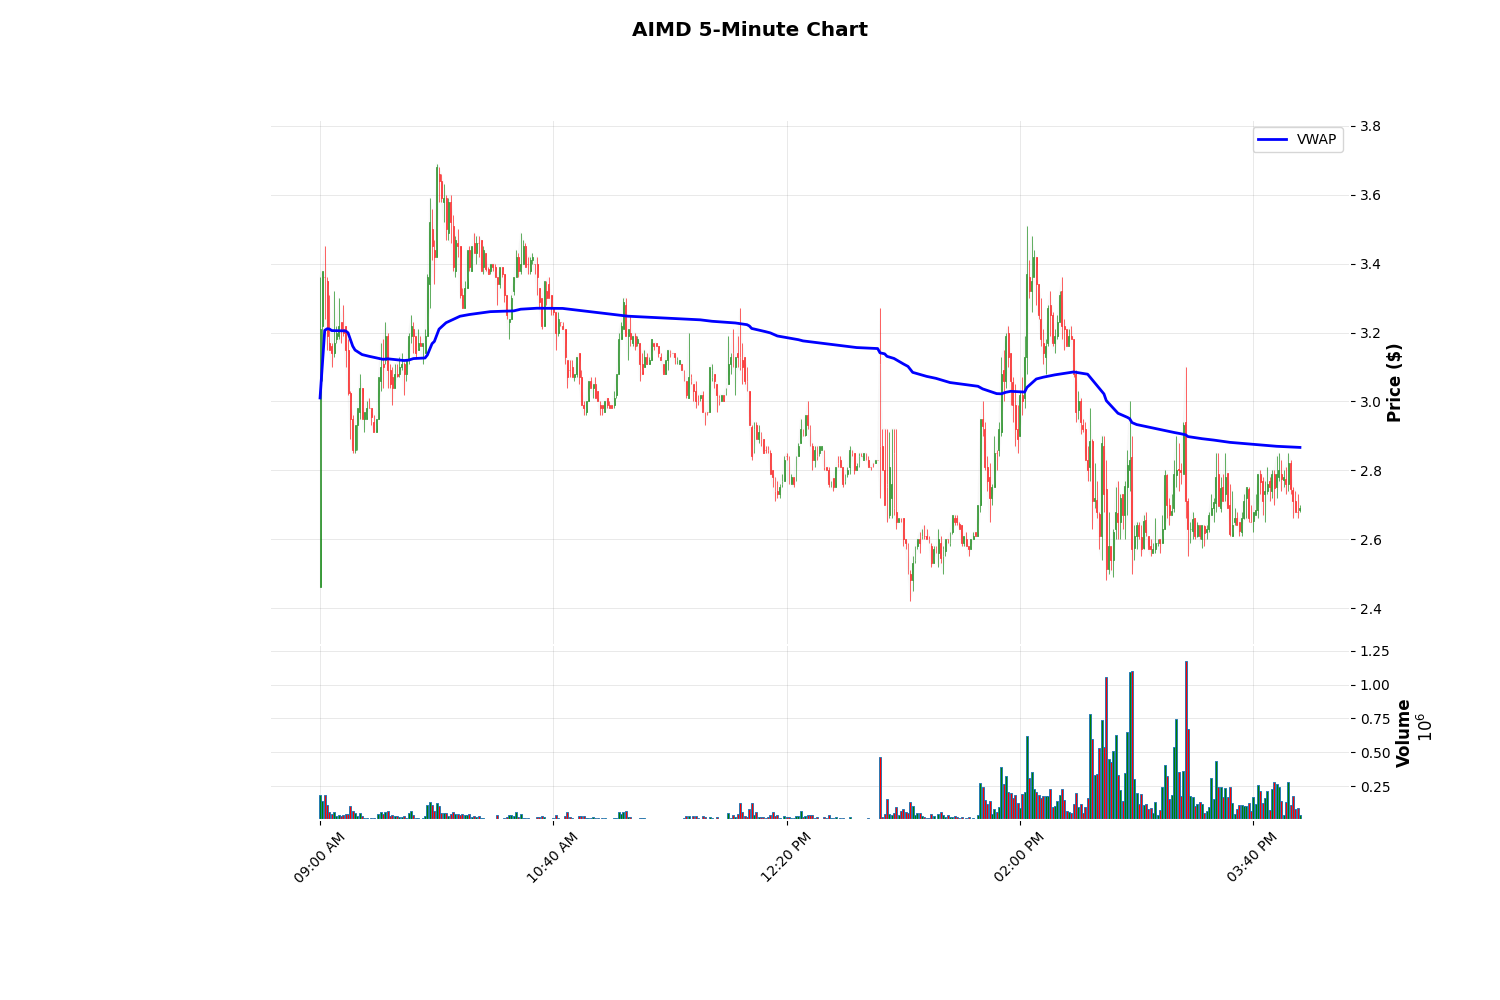 AIMD 5-Minute Chart
VWAP
3.8
3.6
3.4
3.2
3.0
2.8
2.6
2.4
Price ($)
1.25
1.00
0.75
0.50
0.25
Volume
10⁶
09:00 AM
10:40 AM
12:20 PM
02:00 PM
03:40 PM